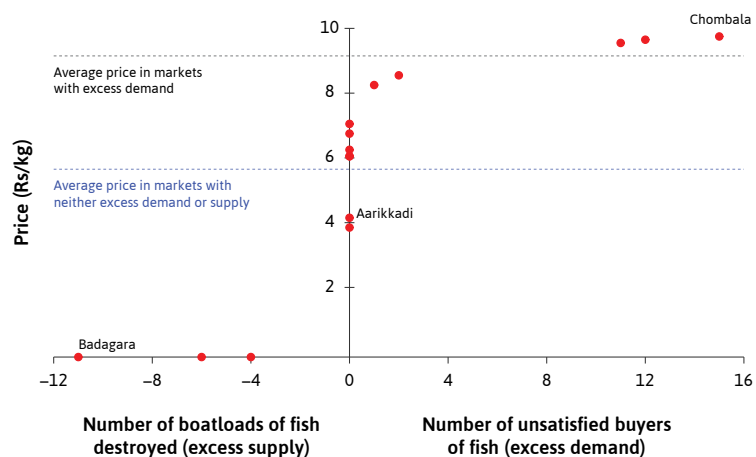 Chombala
10
Average price in markets
with excess demand
8
6
Average price in markets with
neither excess demand or supply
Price (Rs/kg)
4
Aarikkadi
2
Badagara
−12
−8
−4
0
4
8
12
16
Number of boatloads of fish
destroyed (excess supply)
Number of unsatisfied buyers
of fish (excess demand)